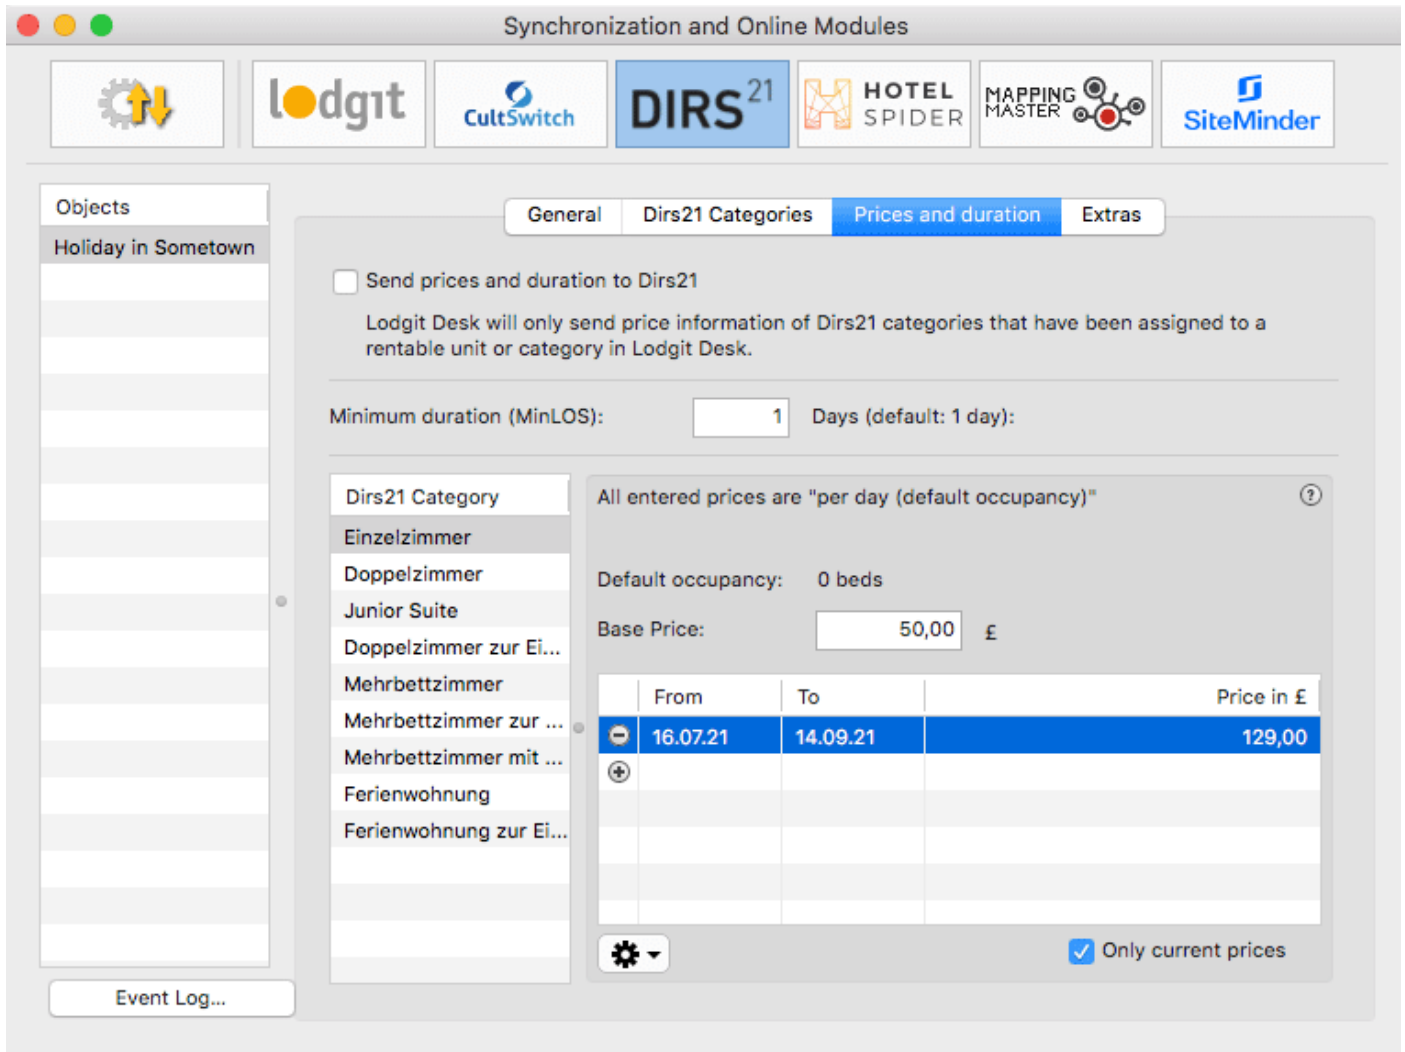 Synchronization and Online Modules
lodgit
CultSwitch
DIRS21
HOTEL
SPIDER
MAPPING
MASTER
SiteMinder
Objects
Holiday in Sometown
General Dirs21 Categories Prices and duration Extras
Send prices and duration to Dirs21
Lodgit Desk will only send price information of Dirs21 categories that have been assigned to a
rentable unit or category in Lodgit Desk.
Minimum duration (MinLOS): 1 Days (default: 1 day):
Dirs21 Category
Einzelzimmer
Doppelzimmer
Junior Suite
Doppelzimmer zur Ei...
Mehrbettzimmer
Mehrbettzimmer zur ...
Mehrbettzimmer mit ...
Ferienwohnung
Ferienwohnung zur Ei...
All entered prices are "per day (default occupancy)" ?
Default occupancy: 0 beds
Base Price: 50,00 £
From To Price in £
16.07.21 14.09.21 129,00
Only current prices
Event Log...